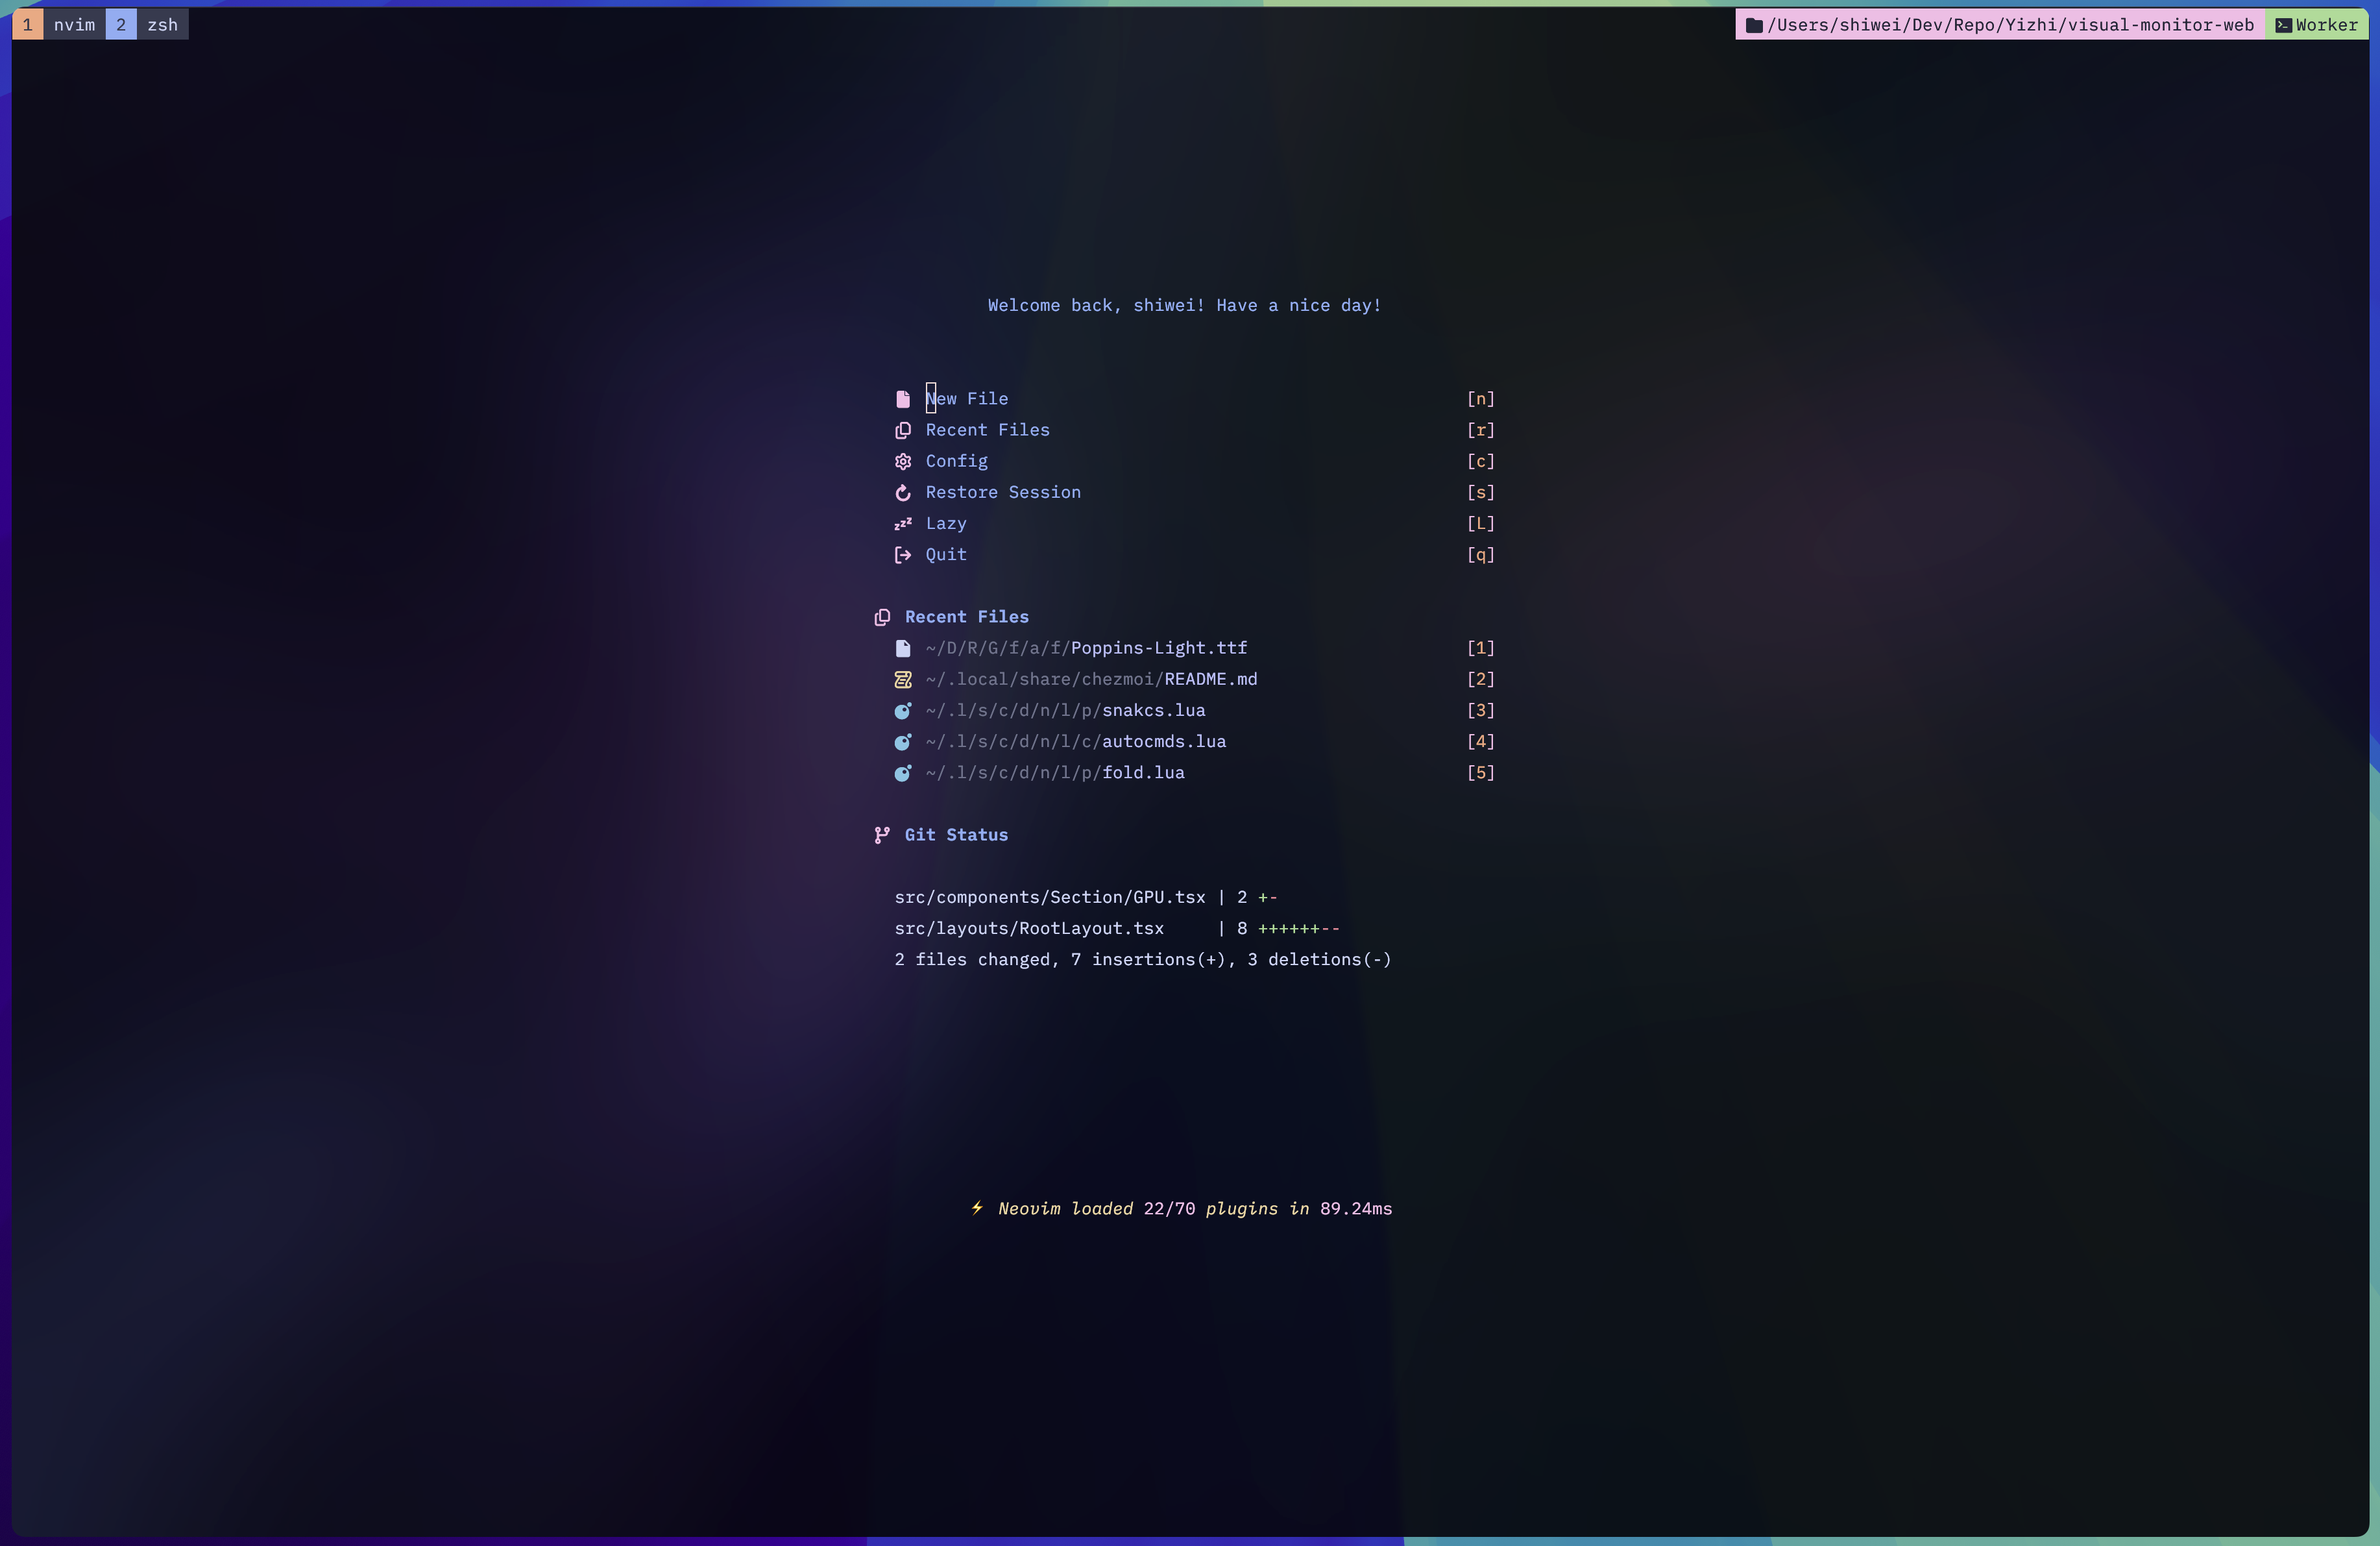 1 nvim 2 zsh
/Users/shiwei/Dev/Repo/Yizhi/visual-monitor-web Worker
Welcome back, shiwei! Have a nice day!
New File [n]
Recent Files [r]
Config [c]
Restore Session [s]
Lazy [L]
Quit [q]
Recent Files
~/D/R/G/f/a/f/Poppins-Light.ttf [1]
~/.local/share/chezmoi/README.md [2]
~/.l/s/c/d/n/l/p/snakcs.lua [3]
~/.l/s/c/d/n/l/c/autocmds.lua [4]
~/.l/s/c/d/n/l/p/fold.lua [5]
Git Status
src/components/Section/GPU.tsx | 2 +-
src/layouts/RootLayout.tsx     | 8 ++++++--
2 files changed, 7 insertions(+), 3 deletions(-)
⚡ Neovim loaded 22/70 plugins in 89.24ms